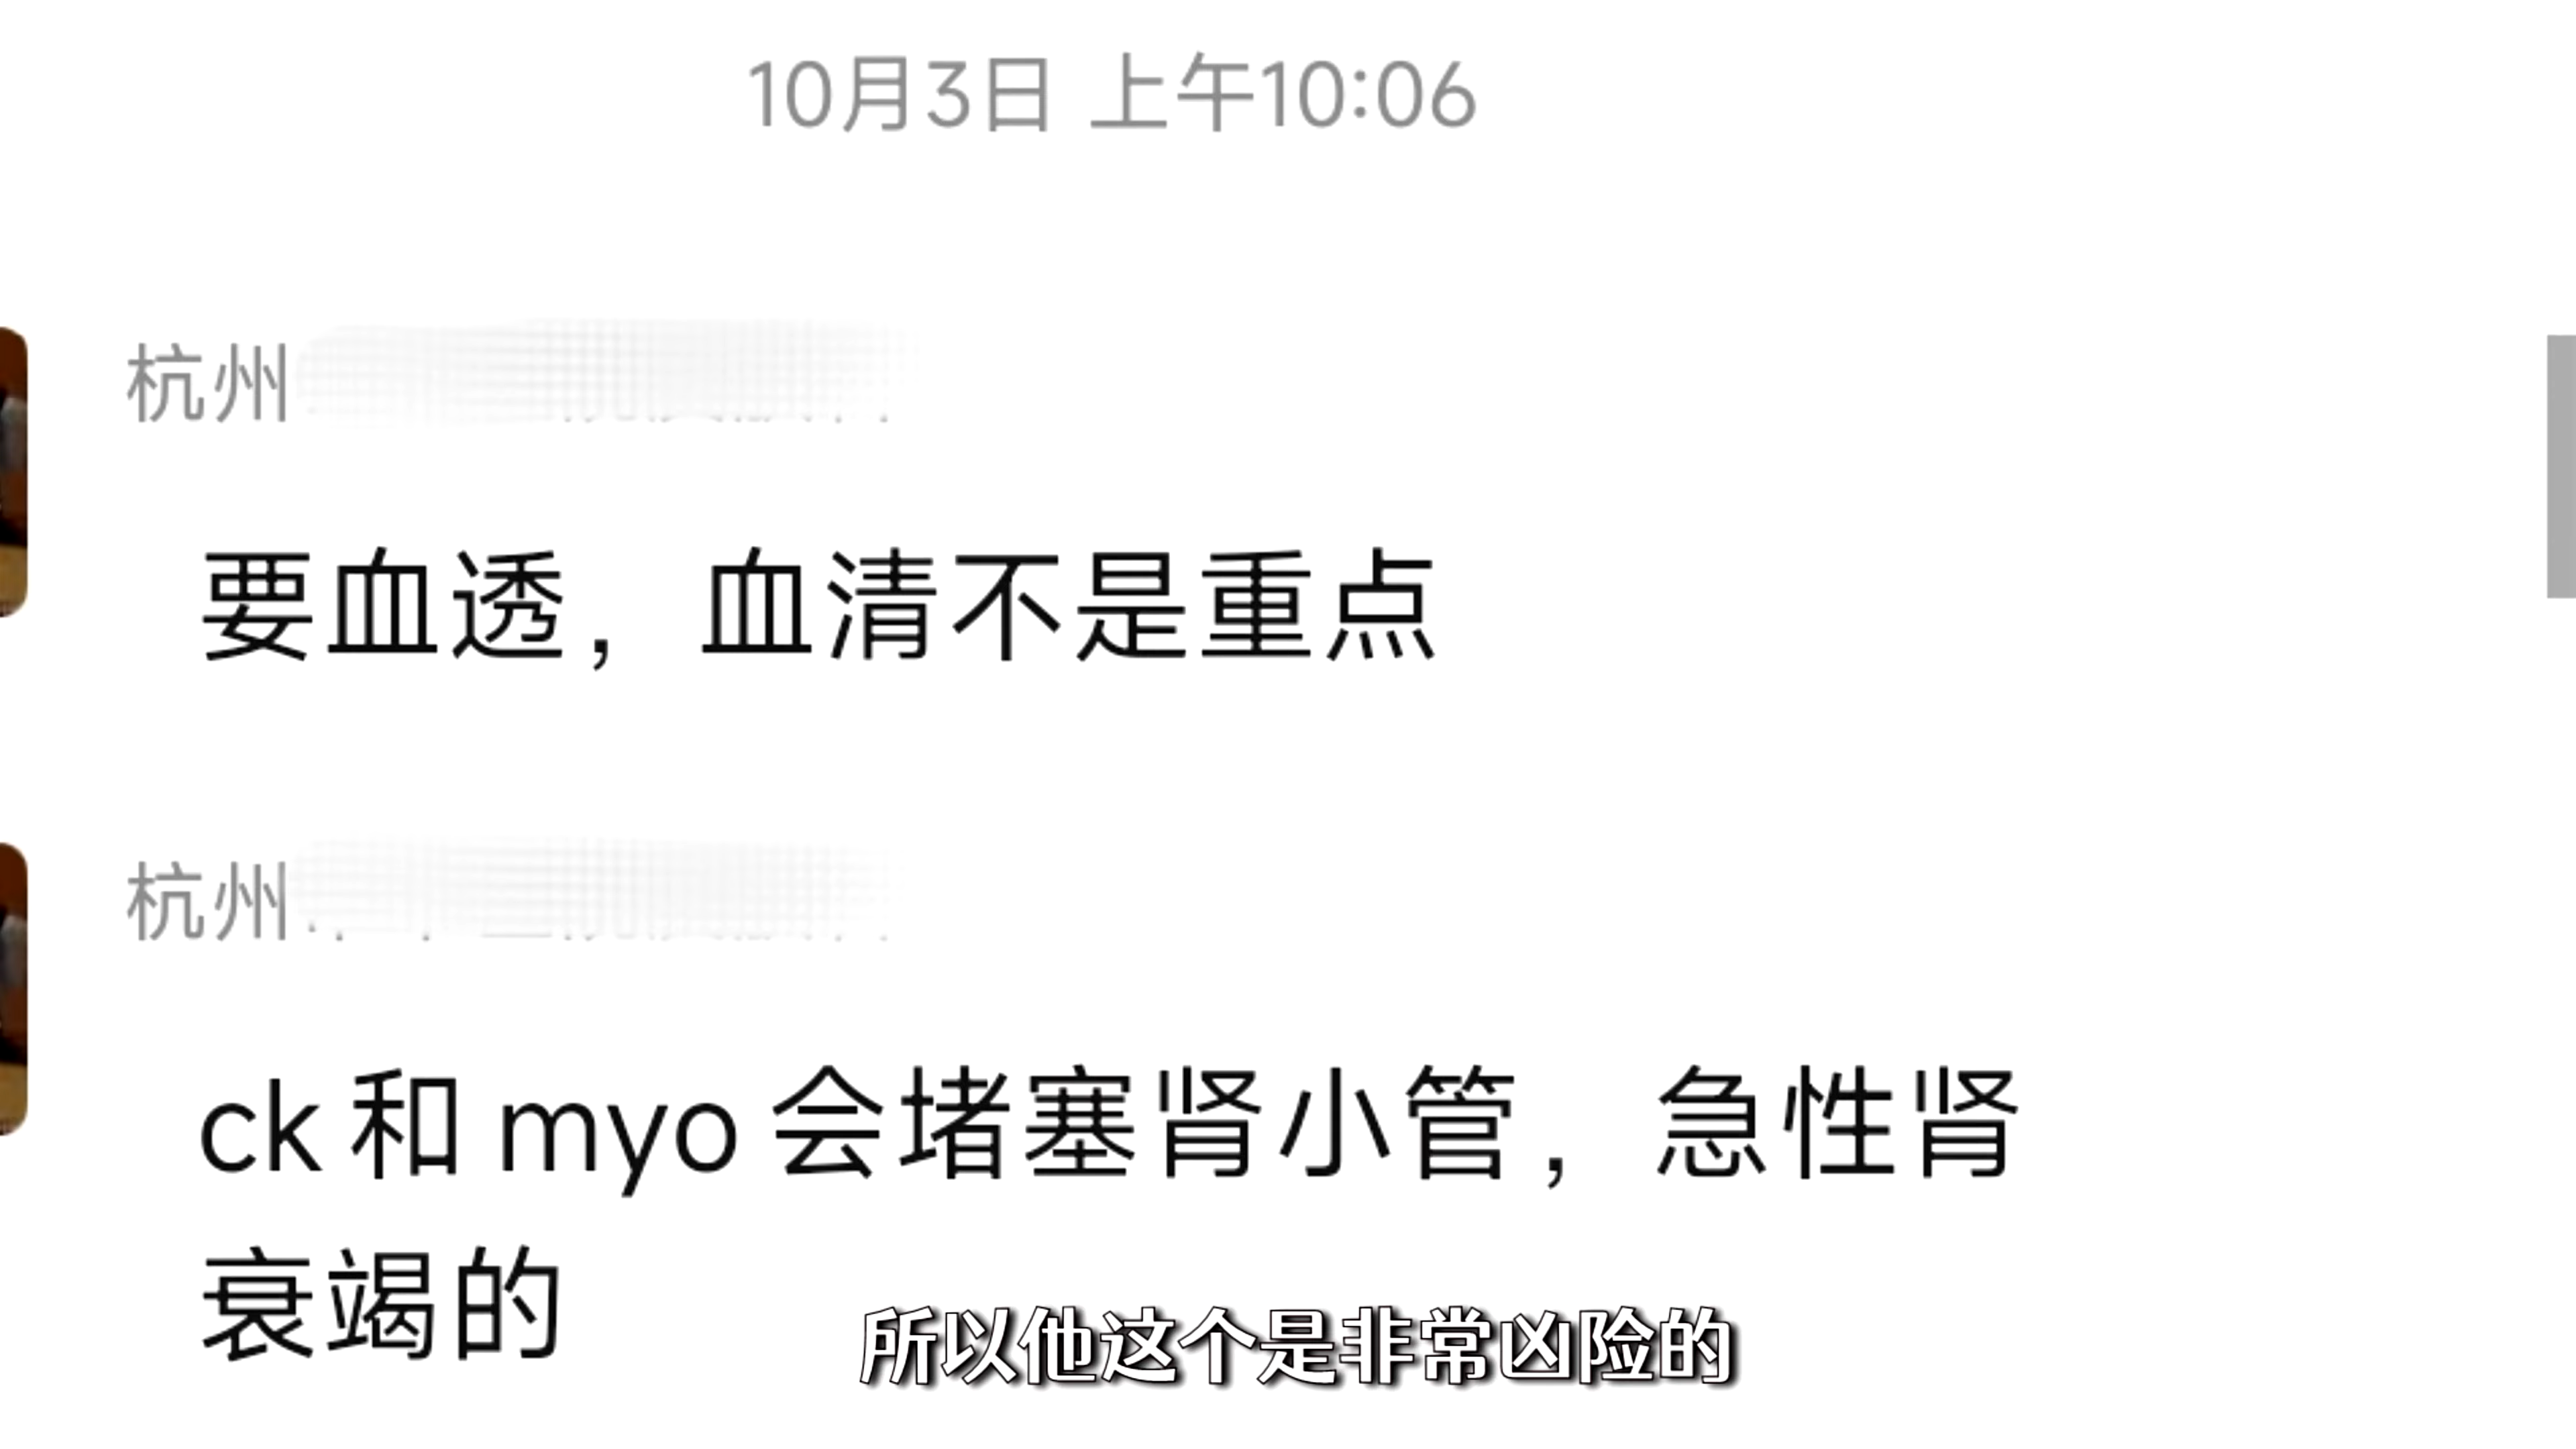 10月3日 上午10:06
杭州
要血透，血清不是重点
杭州
ck 和 myo 会堵塞肾小管，急性肾
衰竭的
所以他这个是非常凶险的